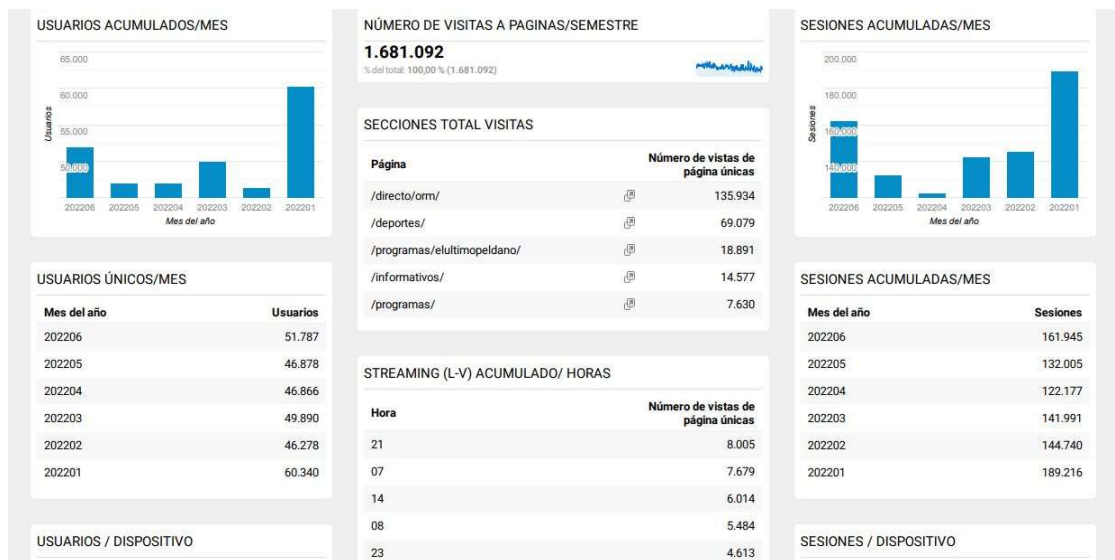 USUARIOS ACUMULADOS/MES
65.000
60.000
55.000
50.000
Usuarios
202206 202205 202204 202203 202202 202201
Mes del año
USUARIOS ÚNICOS/MES
Mes del año Usuarios
202206 51.787
202205 46.878
202204 46.866
202203 49.890
202202 46.278
202201 60.340
USUARIOS / DISPOSITIVO
NÚMERO DE VISITAS A PAGINAS/SEMESTRE
1.681.092
% del total: 100,00 % (1.681.092)
SECCIONES TOTAL VISITAS
Página Número de vistas de
página únicas
/directo/orm/ 135.934
/deportes/ 69.079
/programas/elultimopeldano/ 18.891
/informativos/ 14.577
/programas/ 7.630
STREAMING (L-V) ACUMULADO/ HORAS
Hora Número de vistas de
página únicas
21 8.005
07 7.679
14 6.014
08 5.484
23 4.613
SESIONES ACUMULADAS/MES
200.000
180.000
160.000
140.000
Sesiones
202206 202205 202204 202203 202202 202201
Mes del año
SESIONES ACUMULADAS/MES
Mes del año Sesiones
202206 161.945
202205 132.005
202204 122.177
202203 141.991
202202 144.740
202201 189.216
SESIONES / DISPOSITIVO